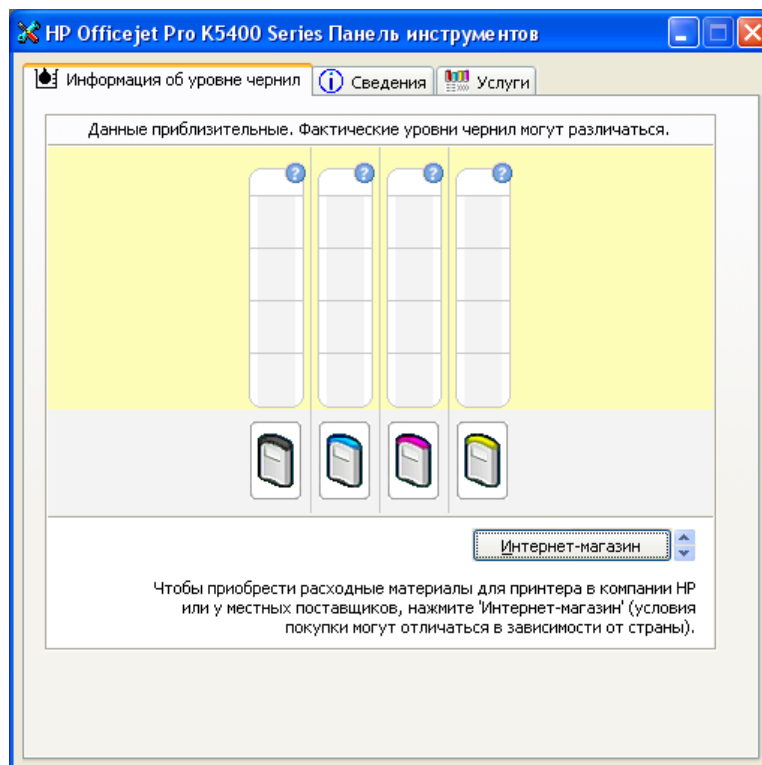 HP Officejet Pro K5400 Series Панель инструментов
Информация об уровне чернил
Сведения
Услуги
Данные приблизительные. Фактические уровни чернил могут различаться.
? ? ? ?
Интернет-магазин
Чтобы приобрести расходные материалы для принтера в компании HP
или у местных поставщиков, нажмите 'Интернет-магазин' (условия
покупки могут отличаться в зависимости от страны).